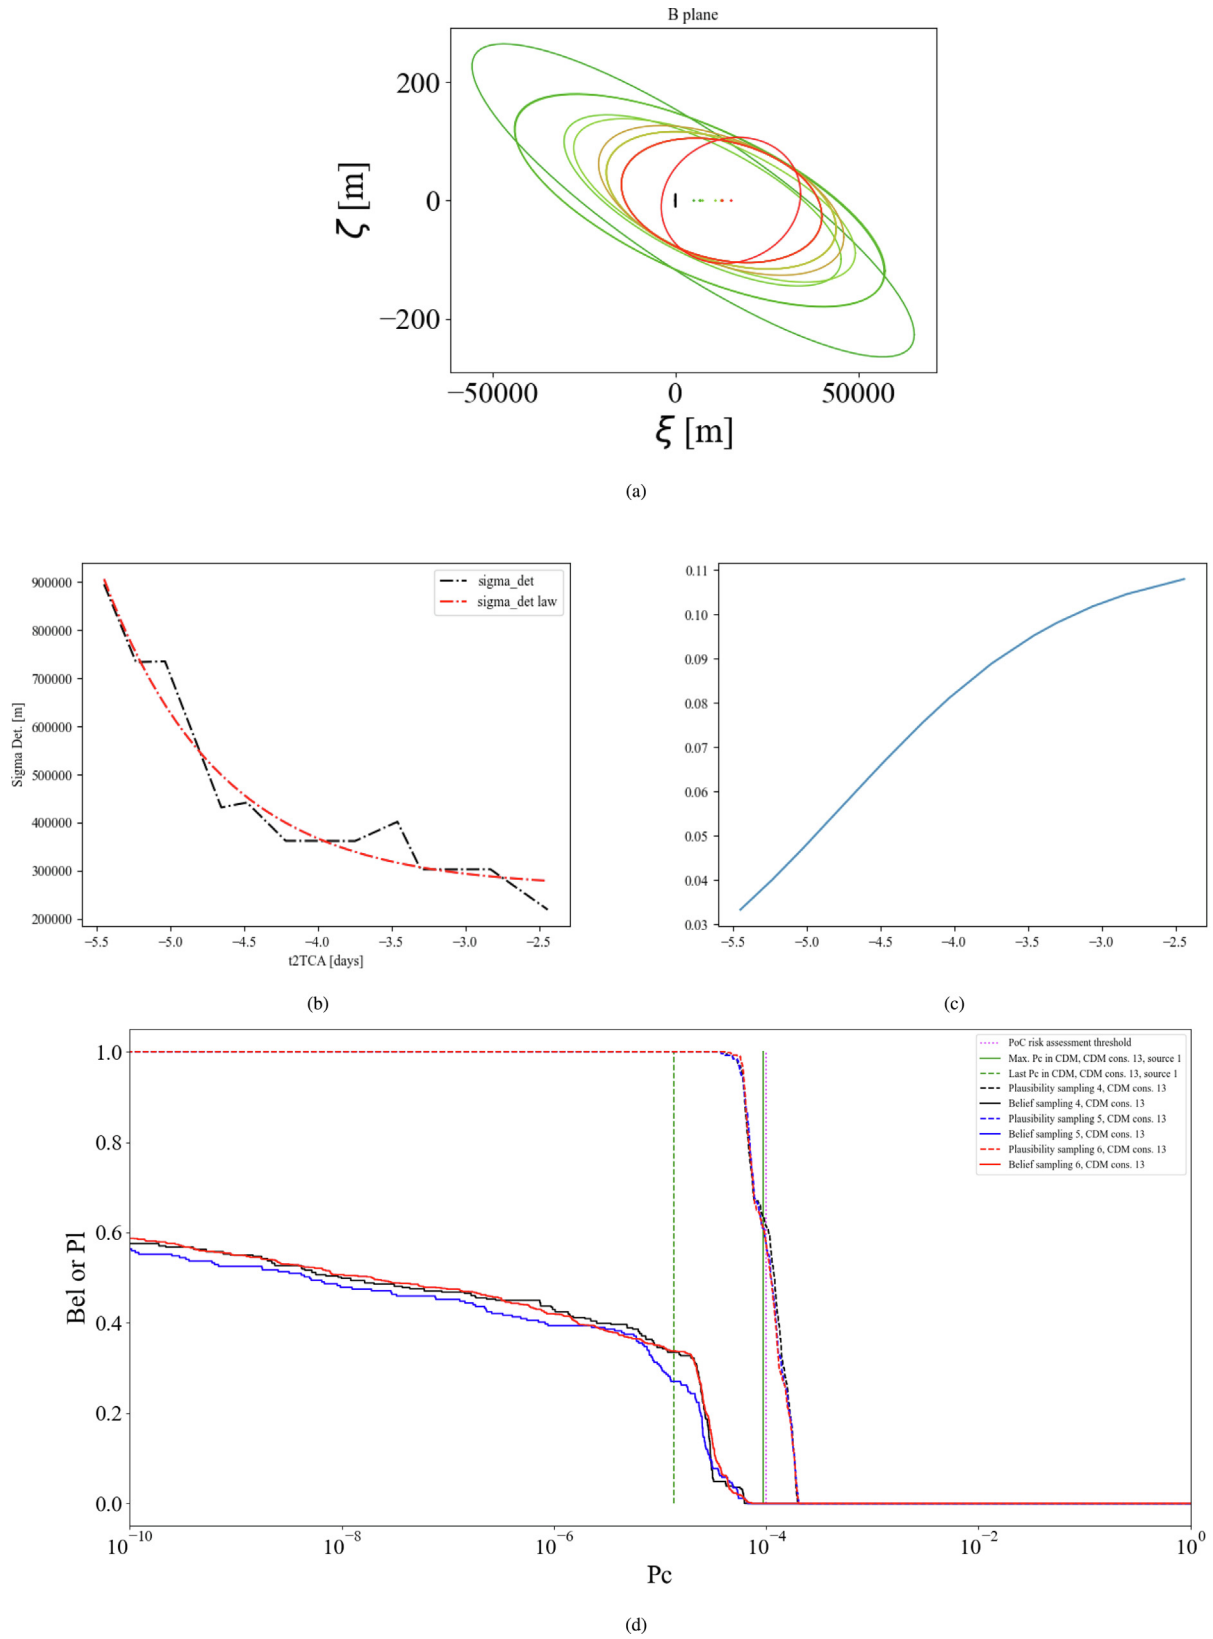 B plane
200
0
−200
ζ [m]
−50000
0
50000
ξ [m]
(a)
900000
800000
700000
600000
500000
400000
300000
200000
Sigma Det. [m]
sigma_det
sigma_det law
−5.5
−5.0
−4.5
−4.0
−3.5
−3.0
−2.5
t2TCA [days]
(b)
0.11
0.10
0.09
0.08
0.07
0.06
0.05
0.04
0.03
−5.5
−5.0
−4.5
−4.0
−3.5
−3.0
−2.5
(c)
1.0
0.8
0.6
0.4
0.2
0.0
Bel or Pl
PoC risk assessment threshold
Max. Pc in CDM, CDM cons. 13, source 1
Last Pc in CDM, CDM cons. 13, source 1
Plausibility sampling 4, CDM cons. 13
Belief sampling 4, CDM cons. 13
Plausibility sampling 5, CDM cons. 13
Belief sampling 5, CDM cons. 13
Plausibility sampling 6, CDM cons. 13
Belief sampling 6, CDM cons. 13
10⁻¹⁰
10⁻⁸
10⁻⁶
10⁻⁴
10⁻²
10⁰
Pc
(d)